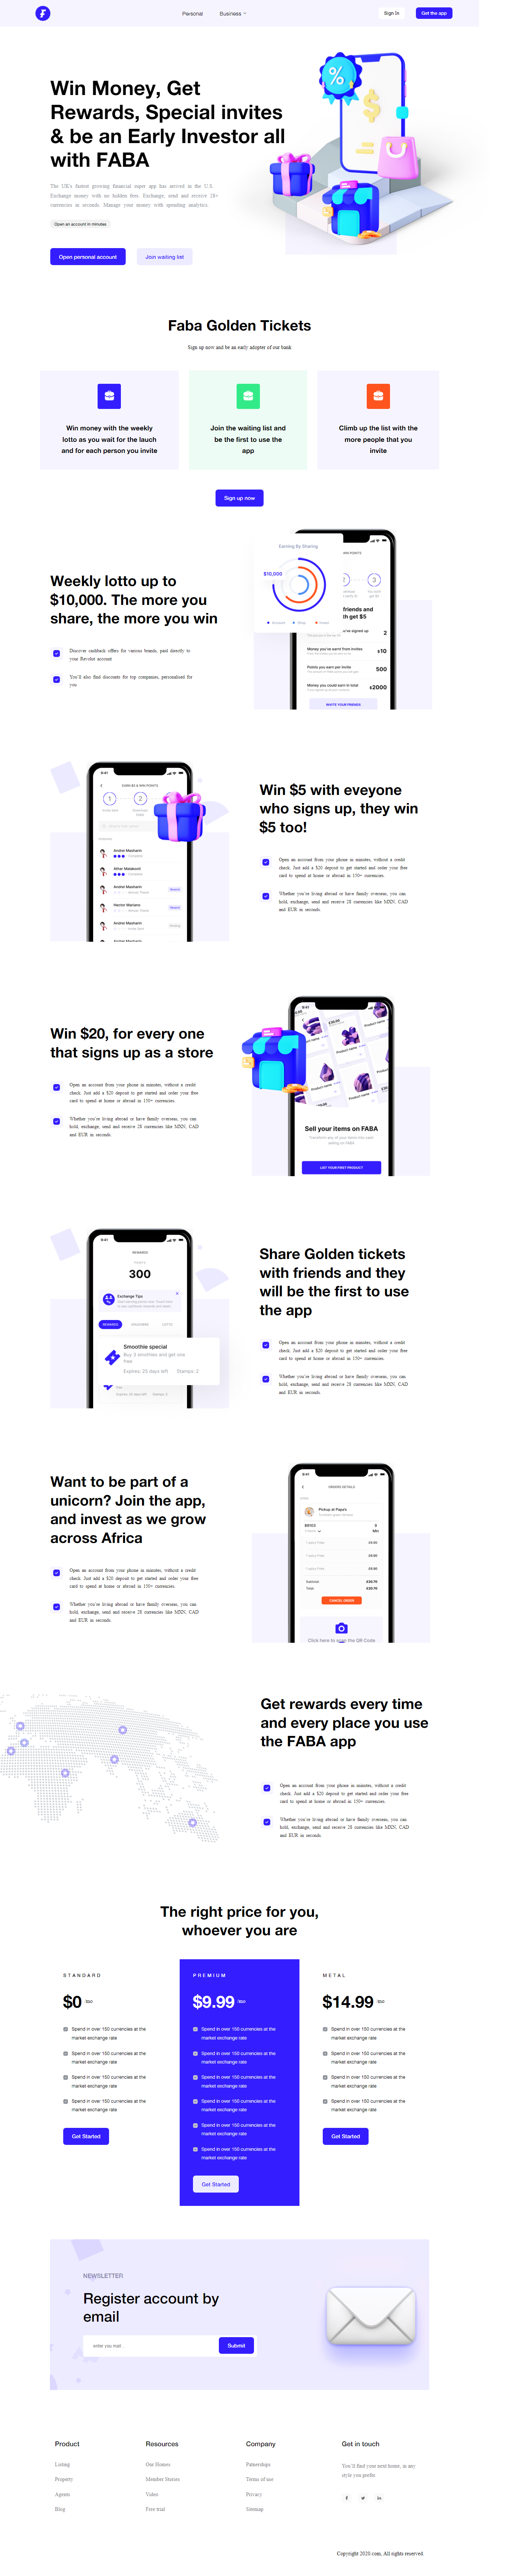 Personal
Business
Sign In
Get the app
Win Money, Get
Rewards, Special invites
& be an Early Investor all
with FABA
The UK's fastest growing financial super app has arrived in the U.S.
Exchange money with no hidden fees. Exchange, send and receive 28+
currencies in seconds. Manage your money with spending analytics.
Open an account in minutes
Open personal account
Join waiting list
Faba Golden Tickets
Sign up now and be an early adopter of our bank
Win money with the weekly
lotto as you wait for the lauch
and for each person you invite
Join the waiting list and
be the first to use the
app
Climb up the list with the
more people that you
invite
Sign up now
Weekly lotto up to
$10,000. The more you
share, the more you win
Discover cashback offers for various brands, paid directly to
your Revolut account
You'll also find discounts for top companies, personalised for
you
Earning By Sharing
$10,000
friends and
th get $5
2
Money you've earnt from invites
$10
Points you earn per invite
500
Money you could earn in total
$2000
INVITE YOUR FRIENDS
9:41
EARN $5 & WIN POINTS
1
2
Andrei Masharin
Athar Malakooti
Andrei Masharin
Hector Mariano
Andrei Masharin
Andrei Masharin
Win $5 with eveyone
who signs up, they win
$5 too!
Open an account from your phone in minutes, without a credit
check. Just add a $20 deposit to get started and order your free
card to spend at home or abroad in 150+ currencies.
Whether you're living abroad or have family overseas, you can
hold, exchange, send and receive 28 currencies like MXN, CAD
and EUR in seconds.
Win $20, for every one
that signs up as a store
Open an account from your phone in minutes, without a credit
check. Just add a $20 deposit to get started and order your free
card to spend at home or abroad in 150+ currencies.
Whether you're living abroad or have family overseas, you can
hold, exchange, send and receive 28 currencies like MXN, CAD
and EUR in seconds.
Product name
Sell your items on FABA
LIST YOUR FIRST PRODUCT
9:41
REWARDS
300
Exchange Tips
REWARDS
VOUCHERS
LOTTO
Smoothie special
Buy 3 smothies and get one
free
Expires: 25 days left
Stamps: 2
Share Golden tickets
with friends and they
will be the first to use
the app
Open an account from your phone in minutes, without a credit
check. Just add a $20 deposit to get started and order your free
card to spend at home or abroad in 150+ currencies.
Whether you're living abroad or have family overseas, you can
hold, exchange, send and receive 28 currencies like MXN, CAD
and EUR in seconds.
Want to be part of a
unicorn? Join the app,
and invest as we grow
across Africa
Open an account from your phone in minutes, without a credit
check. Just add a $20 deposit to get started and order your free
card to spend at home or abroad in 150+ currencies.
Whether you're living abroad or have family overseas, you can
hold, exchange, send and receive 28 currencies like MXN, CAD
and EUR in seconds.
9:41
ORDERS DETAILS
Pickup at Papa's
Subtotal
Total
CANCEL ORDER
Click here to scan the QR Code
Get rewards every time
and every place you use
the FABA app
Open an account from your phone in minutes, without a credit
check. Just add a $20 deposit to get started and order your free
card to spend at home or abroad in 150+ currencies.
Whether you're living abroad or have family overseas, you can
hold, exchange, send and receive 28 currencies like MXN, CAD
and EUR in seconds.
The right price for you,
whoever you are
STANDARD
$0 /mo
Spend in over 150 currencies at the
market exchange rate
Spend in over 150 currencies at the
market exchange rate
Spend in over 150 currencies at the
market exchange rate
Spend in over 150 currencies at the
market exchange rate
Get Started
PREMIUM
$9.99 /mo
Spend in over 150 currencies at the
market exchange rate
Spend in over 150 currencies at the
market exchange rate
Spend in over 150 currencies at the
market exchange rate
Spend in over 150 currencies at the
market exchange rate
Spend in over 150 currencies at the
market exchange rate
Spend in over 150 currencies at the
market exchange rate
Get Started
METAL
$14.99 /mo
Spend in over 150 currencies at the
market exchange rate
Spend in over 150 currencies at the
market exchange rate
Spend in over 150 currencies at the
market exchange rate
Spend in over 150 currencies at the
market exchange rate
Get Started
NEWSLETTER
Register account by
email
enter you mail...
Submit
Product
Listing
Property
Agents
Blog
Resources
Our Homes
Member Stories
Video
Free trial
Company
Patnerships
Terms of use
Privacy
Sitemap
Get in touch
You'll find your next home, in any
style you prefer.
Copyright 2020.com, All rights reserved.